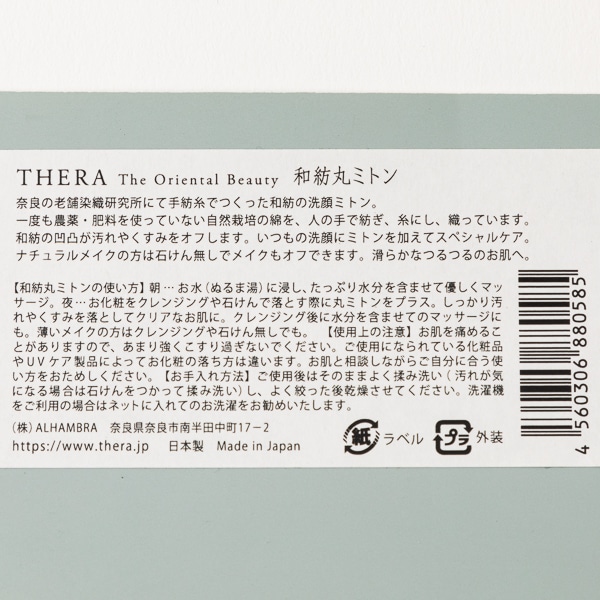 THERA The Oriental Beauty 和紡丸ミトン
奈良の老舗染織研究所にて手紡糸でつくった和紡の洗顔ミトン。
一度も農薬・肥料を使っていない自然栽培の綿を、人の手で紡ぎ、糸にし、織っています。
和紡の凹凸が汚れやくすみをオフします。いつもの洗顔にミトンを加えてスペシャルケア。
ナチュラルメイクの方は石けん無しでメイクもオフできます。滑らかなつるつるのお肌へ。
【和紡丸ミトンの使い方】朝…お水(ぬるま湯)に浸し、たっぷり水分を含ませて優しくマッ
サージ。夜…お化粧をクレンジングや石けんで落とす際に丸ミトンをプラス。しっかり汚
れやくすみを落としてクリアなお肌に。クレンジング後に水分を含ませてのマッサージに
も。薄いメイクの方はクレンジングや石けん無しでも。【使用上の注意】お肌を痛めるこ
とがありますので、あまり強くこすり過ぎないでください。ご使用になられている化粧品
やUVケア製品によってお化粧の落ち方は違います。お肌と相談しながらご自分に合う使
い方をおためしください。【お手入れ方法】ご使用後はそのままよく揉み洗い(汚れが気
になる場合は石けんをつかって揉み洗い)し、よく絞った後乾燥させてください。洗濯機
をご利用の場合はネットに入れてのお洗濯をお勧めいたします。
(株)ALHAMBRA 奈良県奈良市南半田中町17-2
https://www.thera.jp 日本製 Made in Japan
紙 ラベル プラ 外装
4560306880585